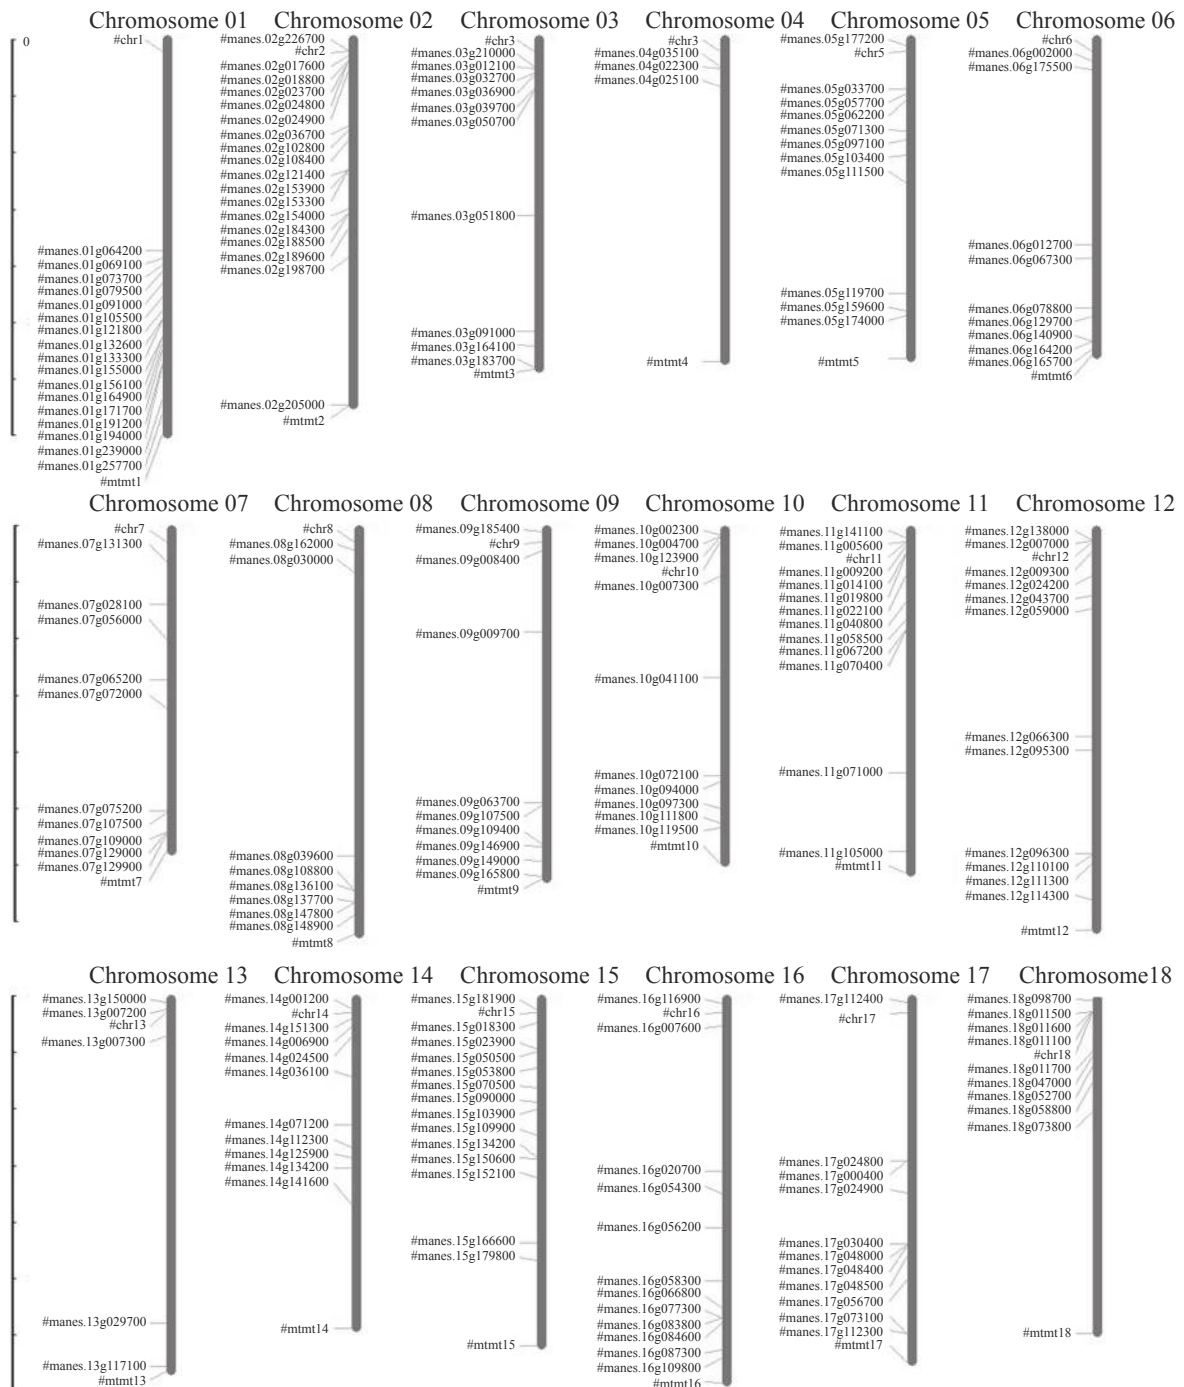 Chromosome 01
0
#chr1
#manes.01g064200
#manes.01g069100
#manes.01g073700
#manes.01g079500
#manes.01g091000
#manes.01g105500
#manes.01g121800
#manes.01g132600
#manes.01g133300
#manes.01g155000
#manes.01g156100
#manes.01g164900
#manes.01g171700
#manes.01g191200
#manes.01g194000
#manes.01g239000
#manes.01g257700
#mtmt1
Chromosome 02
#manes.02g226700
#chr2
#manes.02g017600
#manes.02g018800
#manes.02g023700
#manes.02g024800
#manes.02g024900
#manes.02g036700
#manes.02g102800
#manes.02g108400
#manes.02g121400
#manes.02g153900
#manes.02g153300
#manes.02g154000
#manes.02g184300
#manes.02g188500
#manes.02g189600
#manes.02g198700
#manes.02g205000
#mtmt2
Chromosome 03
#chr3
#manes.03g210000
#manes.03g012100
#manes.03g032700
#manes.03g036900
#manes.03g039700
#manes.03g050700
#manes.03g051800
#manes.03g091000
#manes.03g164100
#manes.03g183700
#mtmt3
Chromosome 04
#chr3
#manes.04g035100
#manes.04g022300
#manes.04g025100
#mtmt4
Chromosome 05
#manes.05g177200
#chr5
#manes.05g033700
#manes.05g057700
#manes.05g062200
#manes.05g071300
#manes.05g097100
#manes.05g103400
#manes.05g111500
#manes.05g119700
#manes.05g159600
#manes.05g174000
#mtmt5
Chromosome 06
#chr6
#manes.06g002000
#manes.06g175500
#manes.06g012700
#manes.06g067300
#manes.06g078800
#manes.06g129700
#manes.06g140900
#manes.06g164200
#manes.06g165700
#mtmt6
Chromosome 07
#chr7
#manes.07g131300
#manes.07g028100
#manes.07g056000
#manes.07g065200
#manes.07g072000
#manes.07g075200
#manes.07g107500
#manes.07g109000
#manes.07g129000
#manes.07g129900
#mtmt7
Chromosome 08
#chr8
#manes.08g162000
#manes.08g030000
#manes.08g039600
#manes.08g108800
#manes.08g136100
#manes.08g137700
#manes.08g147800
#manes.08g148900
#mtmt8
Chromosome 09
#manes.09g185400
#chr9
#manes.09g008400
#manes.09g009700
#manes.09g063700
#manes.09g107500
#manes.09g109400
#manes.09g146900
#manes.09g149000
#manes.09g165800
#mtmt9
Chromosome 10
#manes.10g002300
#manes.10g004700
#manes.10g123900
#chr10
#manes.10g007300
#manes.10g041100
#manes.10g072100
#manes.10g094000
#manes.10g097300
#manes.10g111800
#manes.10g119500
#mtmt10
Chromosome 11
#manes.11g141100
#manes.11g005600
#chr11
#manes.11g009200
#manes.11g014100
#manes.11g019800
#manes.11g022100
#manes.11g040800
#manes.11g058500
#manes.11g067200
#manes.11g070400
#manes.11g071000
#manes.11g105000
#mtmt11
Chromosome 12
#manes.12g138000
#manes.12g007000
#chr12
#manes.12g009300
#manes.12g024200
#manes.12g043700
#manes.12g059000
#manes.12g066300
#manes.12g095300
#manes.12g096300
#manes.12g110100
#manes.12g111300
#manes.12g114300
#mtmt12
Chromosome 13
#manes.13g150000
#manes.13g007200
#chr13
#manes.13g007300
#manes.13g029700
#manes.13g117100
#mtmt13
Chromosome 14
#manes.14g001200
#chr14
#manes.14g151300
#manes.14g006900
#manes.14g024500
#manes.14g036100
#manes.14g071200
#manes.14g112300
#manes.14g125900
#manes.14g134200
#manes.14g141600
#mtmt14
Chromosome 15
#manes.15g181900
#chr15
#manes.15g018300
#manes.15g023900
#manes.15g050500
#manes.15g053800
#manes.15g070500
#manes.15g090000
#manes.15g103900
#manes.15g109900
#manes.15g134200
#manes.15g150600
#manes.15g152100
#manes.15g166600
#manes.15g179800
#mtmt15
Chromosome 16
#manes.16g116900
#chr16
#manes.16g007600
#manes.16g020700
#manes.16g054300
#manes.16g056200
#manes.16g058300
#manes.16g066800
#manes.16g077300
#manes.16g083800
#manes.16g084600
#manes.16g087300
#manes.16g109800
#mtmt16
Chromosome 17
#manes.17g112400
#chr17
#manes.17g024800
#manes.17g000400
#manes.17g024900
#manes.17g030400
#manes.17g048000
#manes.17g048400
#manes.17g048500
#manes.17g056700
#manes.17g073100
#manes.17g112300
#mtmt17
Chromosome18
#manes.18g098700
#manes.18g011500
#manes.18g011600
#manes.18g011100
#chr18
#manes.18g011700
#manes.18g047000
#manes.18g052700
#manes.18g058800
#manes.18g073800
#mtmt18